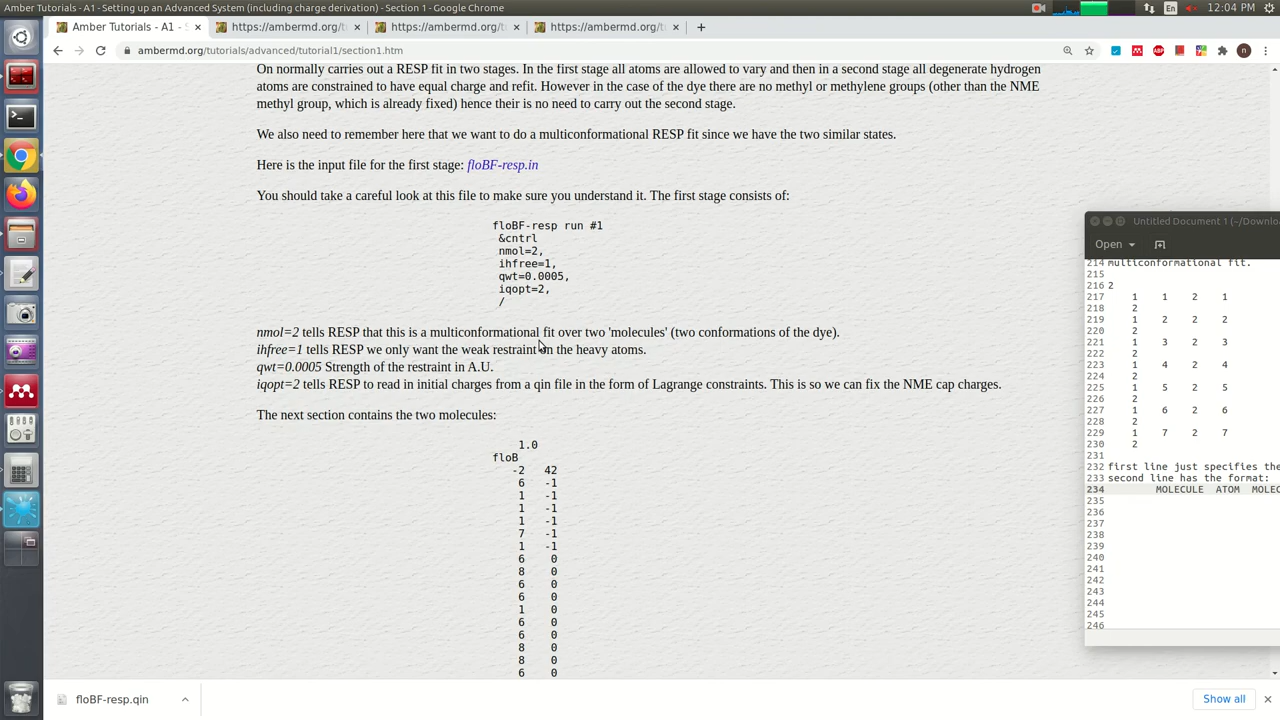 Amber Tutorials - A1 - Setting up an Advanced System (including charge derivation) - Section 1 - Google Chrome
En 12:04 PM
Amber Tutorials - A1 - S
https://ambermd.org/tu
https://ambermd.org/tu
https://ambermd.org/tu
ambermd.org/tutorials/advanced/tutorial1/section1.htm
On normally carries out a RESP fit in two stages. In the first stage all atoms are allowed to vary and then in a second stage all degenerate hydrogen
atoms are constrained to have equal charge and refit. However in the case of the dye there are no methyl or methylene groups (other than the NME
methyl group, which is already fixed) hence their is no need to carry out the second stage.
We also need to remember here that we want to do a multiconformational RESP fit since we have the two similar states.
Here is the input file for the first stage: floBF-resp.in
You should take a careful look at this file to make sure you understand it. The first stage consists of:
floBF-resp run #1
&cntrl
nmol=2,
ihfree=1,
qwt=0.0005,
iqopt=2,
/
nmol=2 tells RESP that this is a multiconformational fit over two 'molecules' (two conformations of the dye).
ihfree=1 tells RESP we only want the weak restraint on the heavy atoms.
qwt=0.0005 Strength of the restraint in A.U.
iqopt=2 tells RESP to read in initial charges from a qin file in the form of Lagrange constraints. This is so we can fix the NME cap charges.
The next section contains the two molecules:
1.0
floB
-2 42
6 -1
1 -1
1 -1
1 -1
7 -1
1 -1
6 0
8 0
6 0
6 0
1 0
6 0
6 0
8 0
8 0
6 0
Untitled Document 1 (~/Downlo
Open
214 multiconformational fit.
215
216 2
217 1 1 2 1
218 2
219 1 2 2 2
220 2
221 1 3 2 3
222 2
223 1 4 2 4
224 2
225 1 5 2 5
226 2
227 1 6 2 6
228 2
229 1 7 2 7
230 2
231
232 first line just specifies the
233 second line has the format:
234 MOLECULE ATOM MOLEC
235
236
237
238
239
240
241
242
243
244
245
246
floBF-resp.qin
Show all